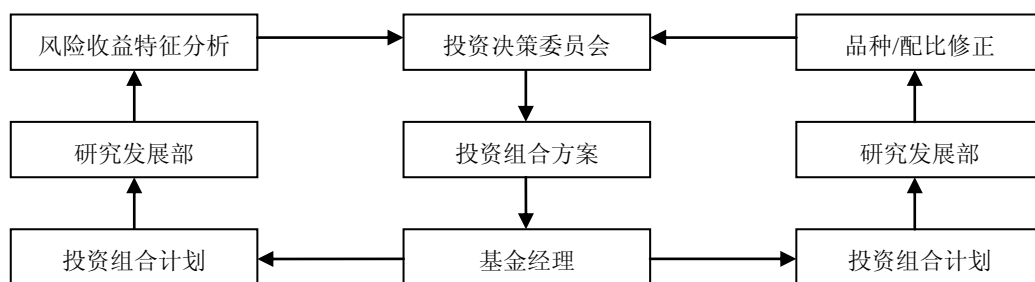 风险收益特征分析
投资决策委员会
品种/配比修正
研究发展部
投资组合方案
研究发展部
投资组合计划
基金经理
投资组合计划